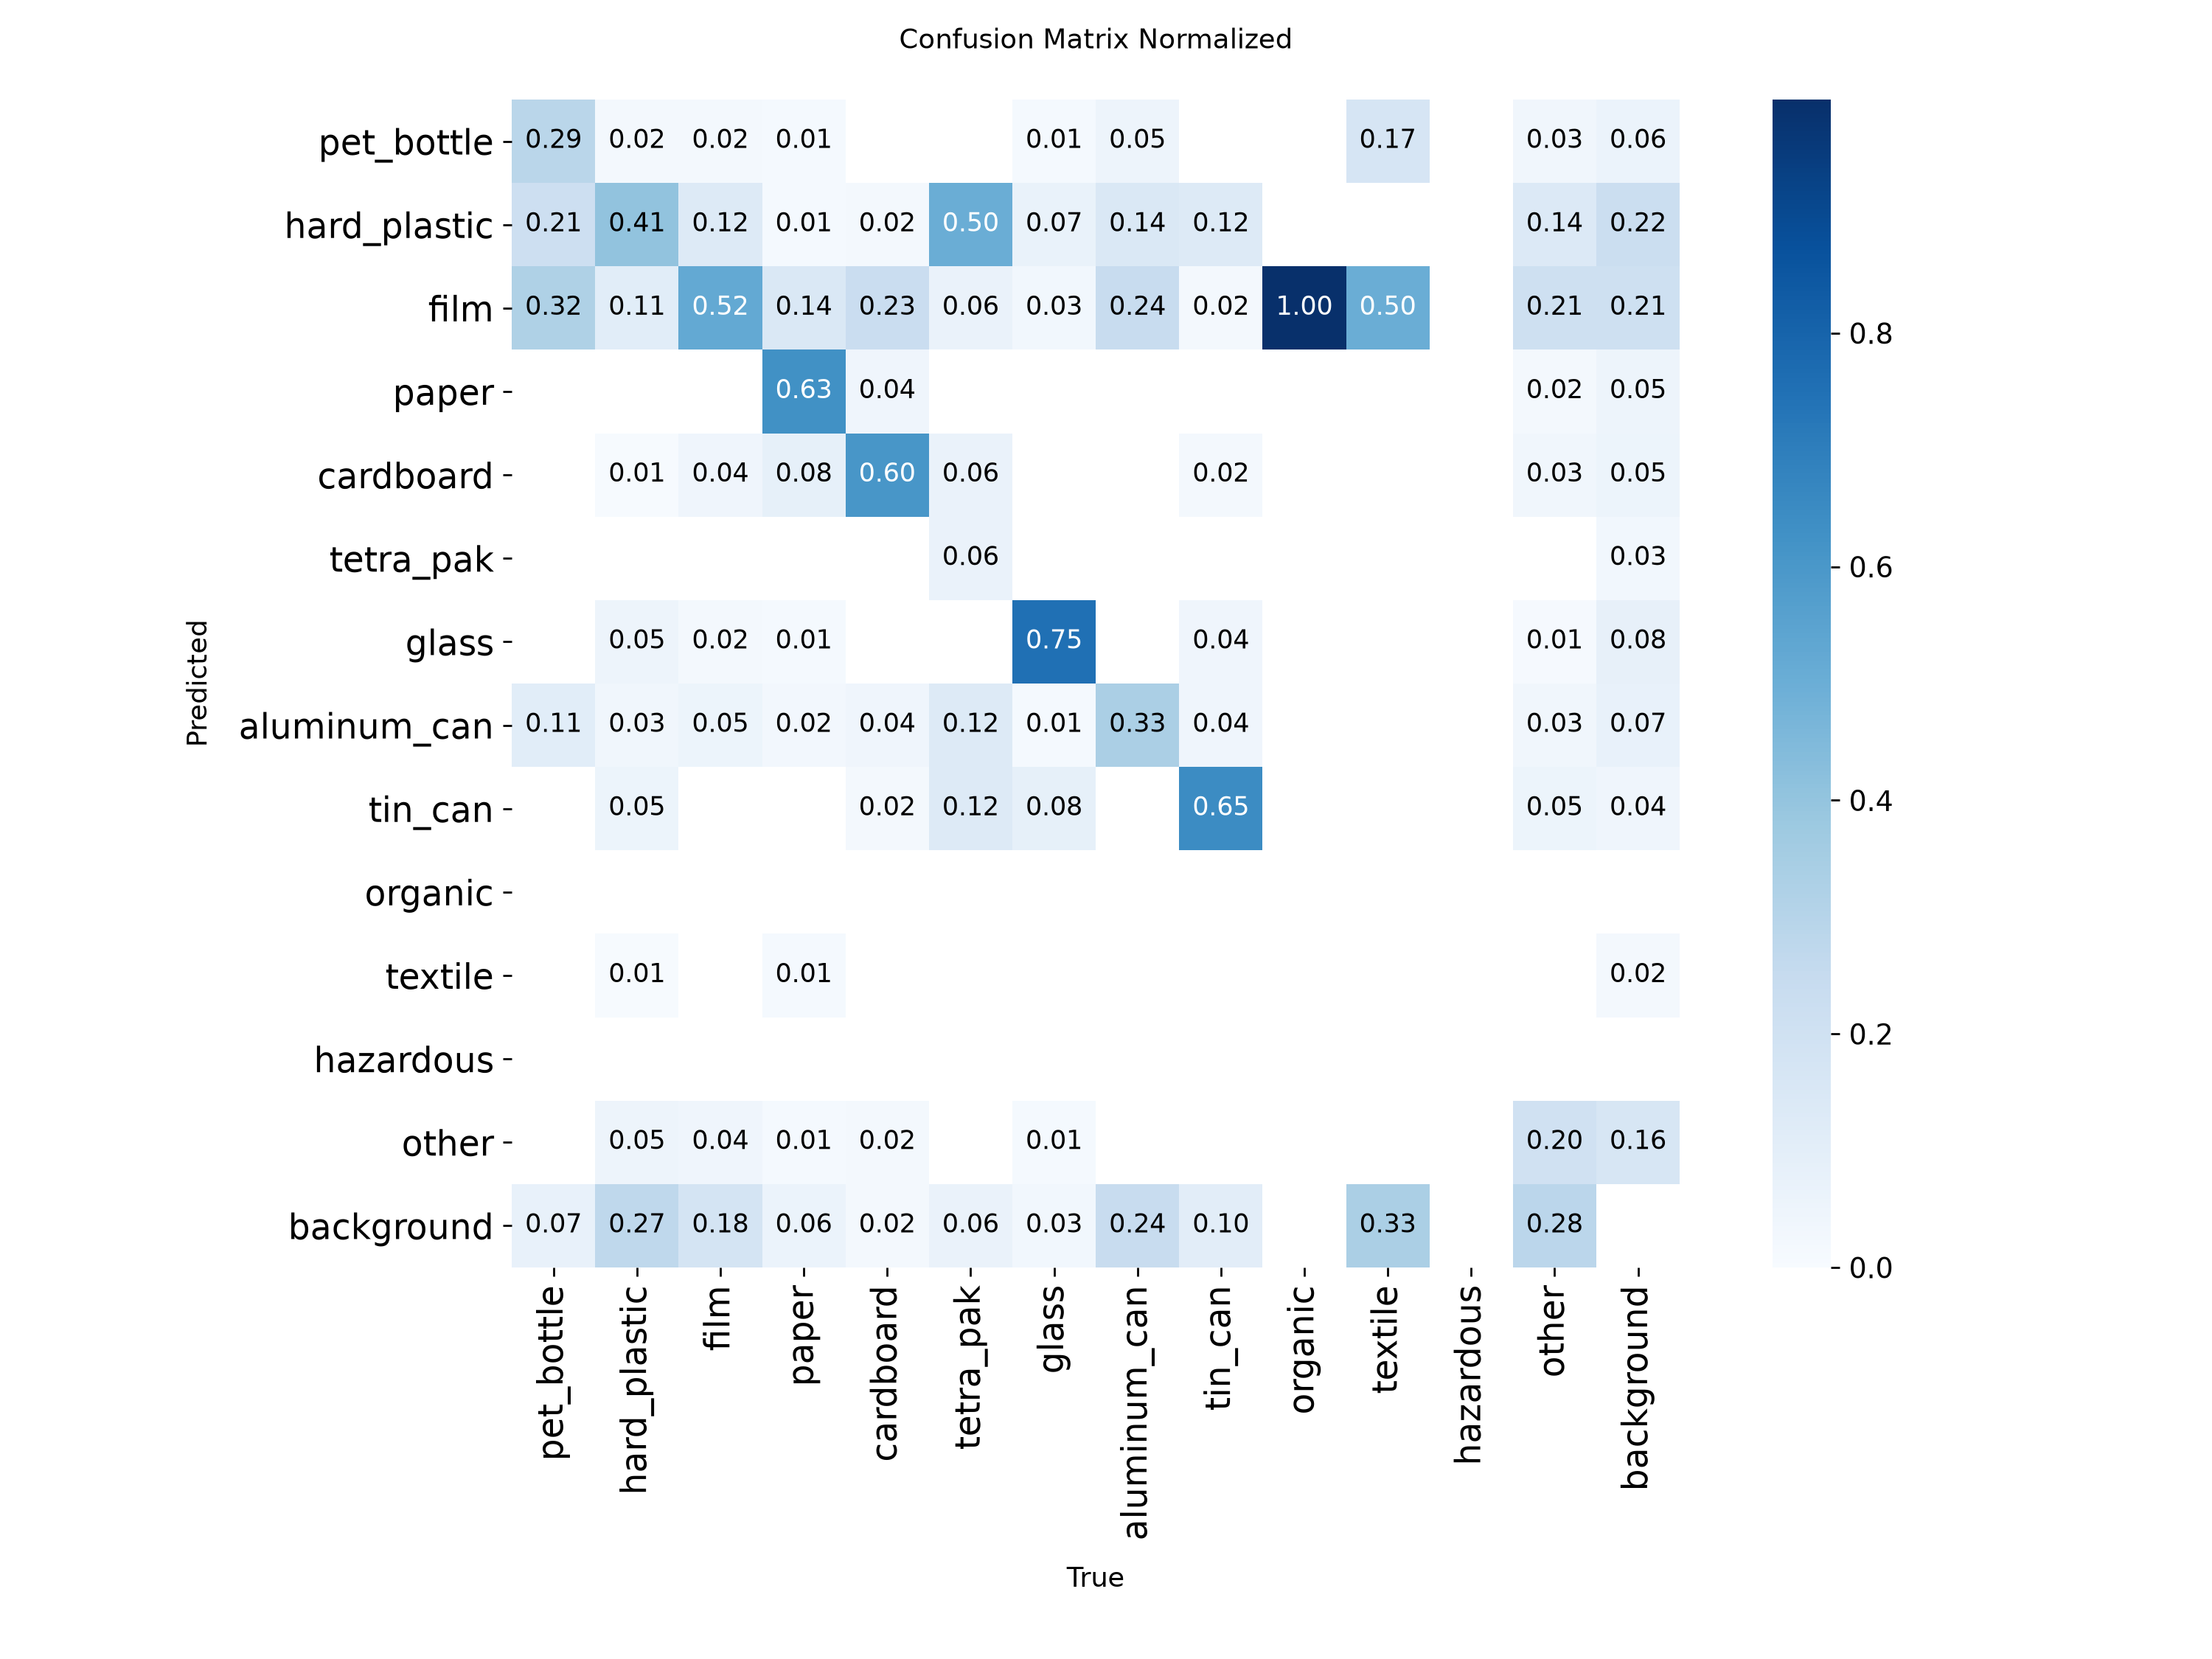 Confusion Matrix Normalized
pet_bottle 0.29 0.02 0.02 0.01 0.01 0.05 0.17 0.03 0.06
hard_plastic 0.21 0.41 0.12 0.01 0.02 0.50 0.07 0.14 0.12 0.14 0.22
film 0.32 0.11 0.52 0.14 0.23 0.06 0.03 0.24 0.02 1.00 0.50 0.21 0.21
0.8
paper 0.63 0.04 0.02 0.05
cardboard 0.01 0.04 0.08 0.60 0.06 0.02 0.03 0.05
tetra_pak 0.06 0.03
0.6
glass 0.05 0.02 0.01 0.75 0.04 0.01 0.08
Predicted
aluminum_can 0.11 0.03 0.05 0.02 0.04 0.12 0.01 0.33 0.04 0.03 0.07
tin_can 0.05 0.02 0.12 0.08 0.65 0.05 0.04
0.4
organic
textile 0.01 0.01 0.02
0.2
hazardous
other 0.05 0.04 0.01 0.02 0.01 0.20 0.16
background 0.07 0.27 0.18 0.06 0.02 0.06 0.03 0.24 0.10 0.33 0.28
0.0
pet_bottle
hard_plastic
film
paper
cardboard
tetra_pak
glass
aluminum_can
tin_can
organic
textile
hazardous
other
background
True